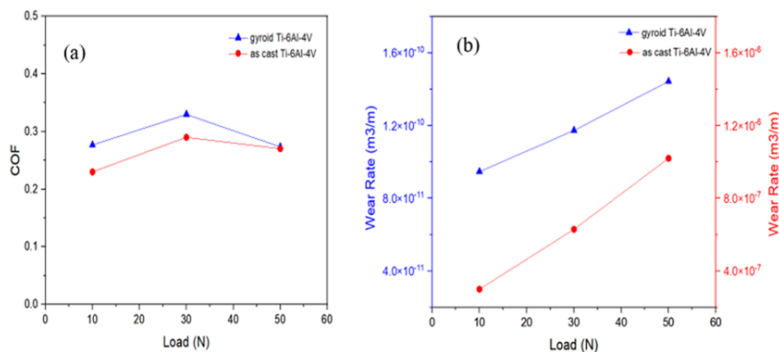 (a)
gyroid Ti-6Al-4V
as cast Ti-6Al-4V
0.5
0.4
0.3
0.2
0.1
0.0
COF
0 10 20 30 40 50 60
Load (N)
(b)
gyroid Ti-6Al-4V
as cast Ti-6Al-4V
1.6×10⁻¹⁰
1.2×10⁻¹⁰
8.0×10⁻¹¹
4.0×10⁻¹¹
Wear Rate (m3/m)
1.6×10⁻⁶
1.2×10⁻⁶
8.0×10⁻⁷
4.0×10⁻⁷
Wear Rate (m3/m)
0 10 20 30 40 50 60
Load (N)